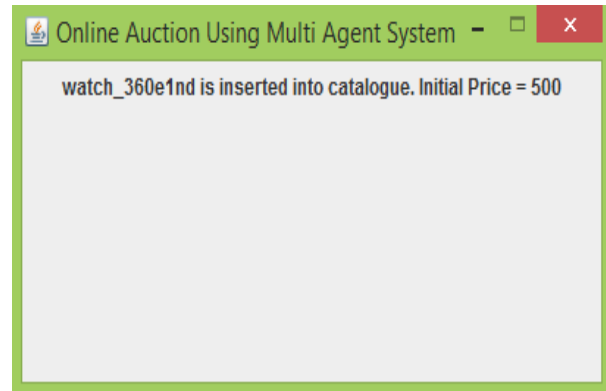 Online Auction Using Multi Agent System
watch_360e1nd is inserted into catalogue. Initial Price = 500